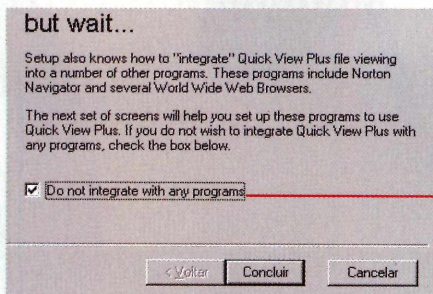 but wait...
Setup also knows how to "integrate" Quick View Plus file viewing
into a number of other programs. These programs include Norton
Navigator and several World Wide Web Browsers.
The next set of screens will help you set up these programs to use
Quick View Plus. If you do not wish to integrate Quick View Plus with
any programs, check the box below.
Do not integrate with any programs
< Voltar
Concluir
Cancelar